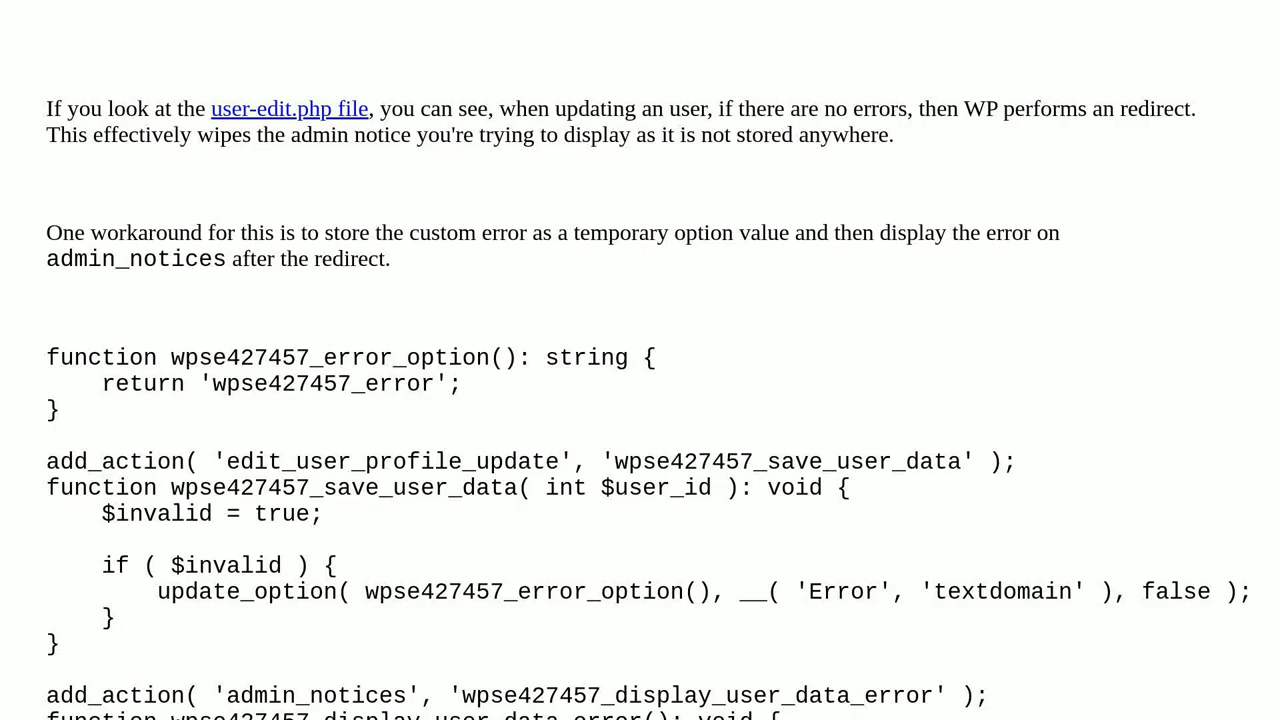 If you look at the user-edit.php file, you can see, when updating an user, if there are no errors, then WP performs an redirect.
This effectively wipes the admin notice you're trying to display as it is not stored anywhere.
One workaround for this is to store the custom error as a temporary option value and then display the error on
admin_notices after the redirect.
function wpse427457_error_option(): string {
    return 'wpse427457_error';
}
add_action( 'edit_user_profile_update', 'wpse427457_save_user_data' );
function wpse427457_save_user_data( int $user_id ): void {
    $invalid = true;
    if ( $invalid ) {
        update_option( wpse427457_error_option(), __( 'Error', 'textdomain' ), false );
    }
}
add_action( 'admin_notices', 'wpse427457_display_user_data_error' );
function wpse427457_display_user_data_error(): void {